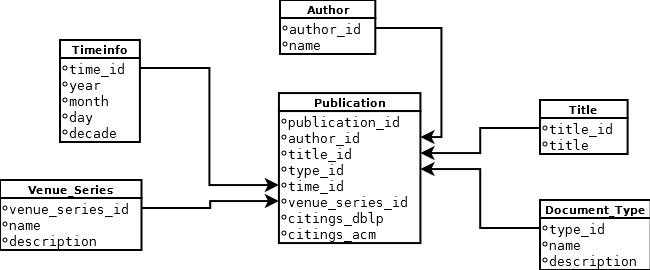 Author
author_id
name
Timeinfo
time_id
year
month
day
decade
Publication
publication_id
author_id
title_id
type_id
time_id
venue_series_id
citings_dblp
citings_acm
Title
title_id
title
Venue_Series
venue_series_id
name
description
Document_Type
type_id
name
description